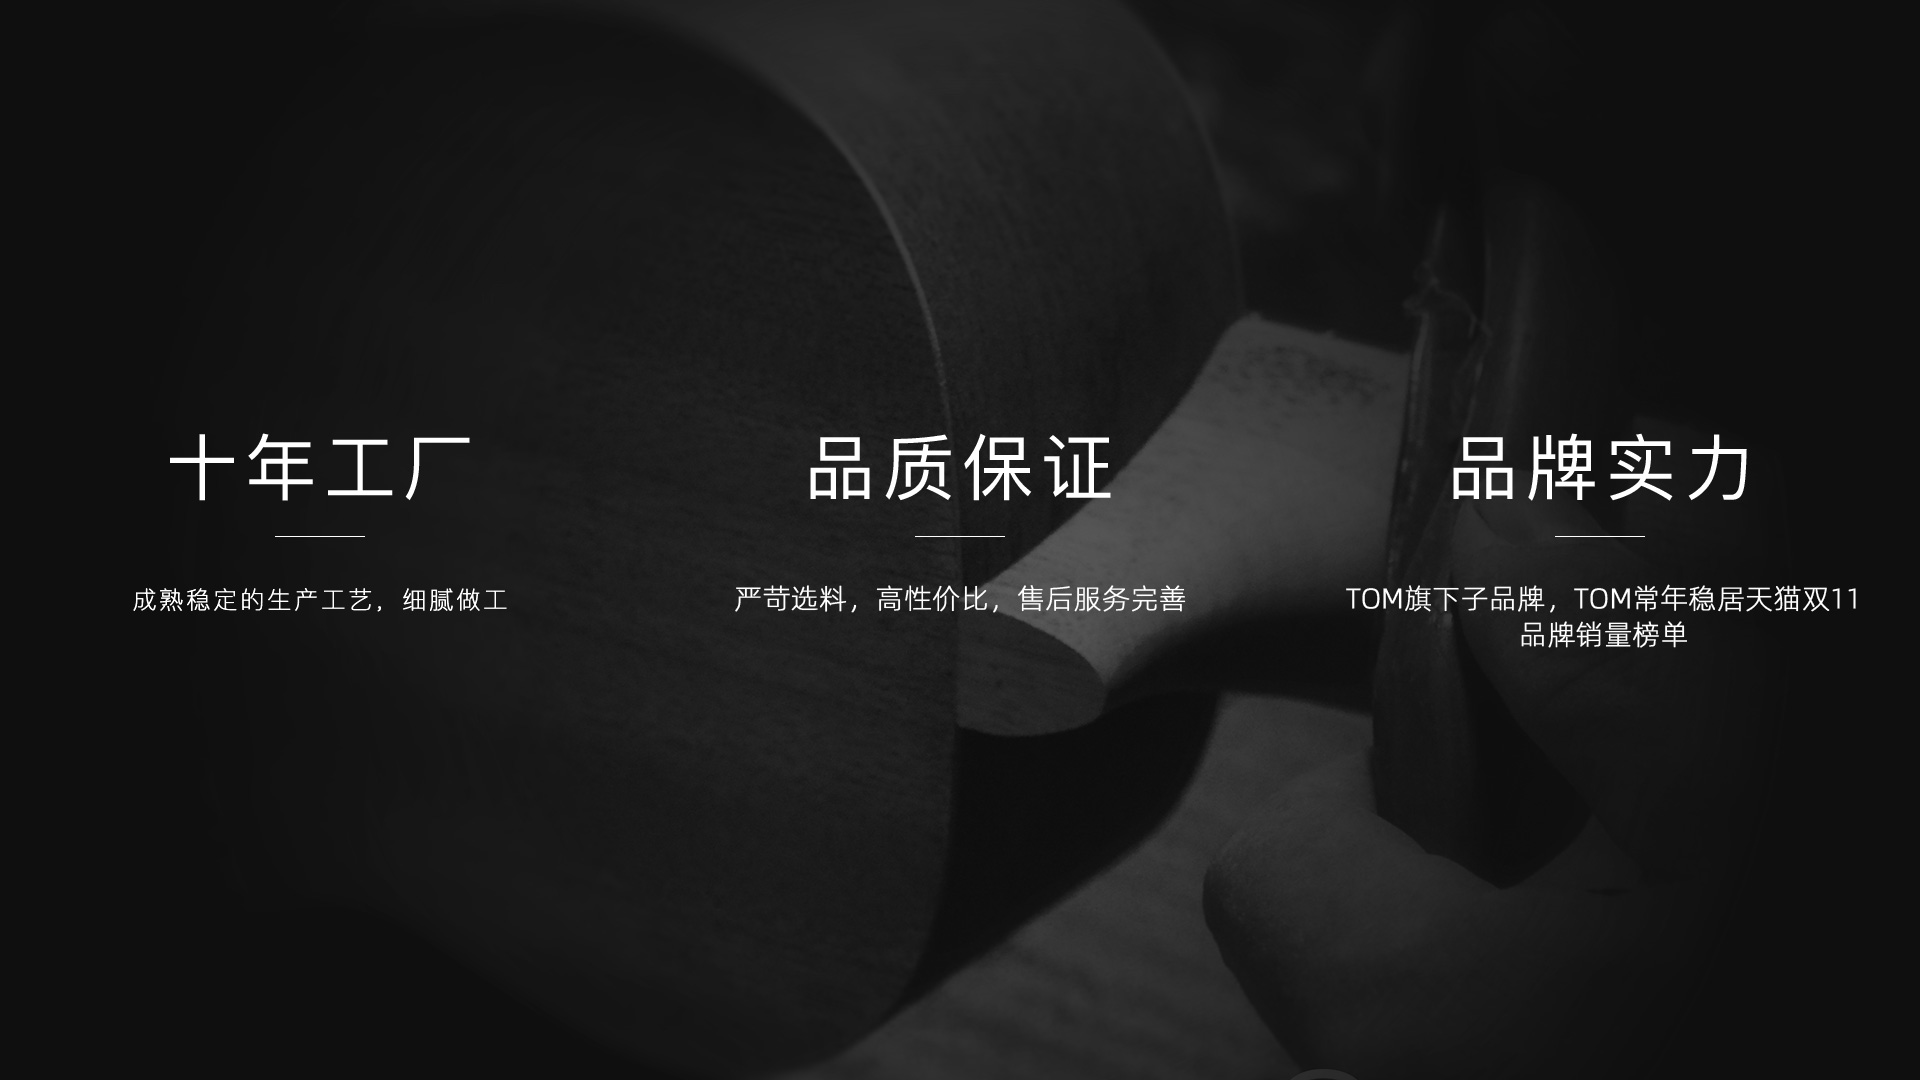 十年工厂
成熟稳定的生产工艺，细腻做工
品质保证
严苛选料，高性价比，售后服务完善
品牌实力
TOM旗下子品牌，TOM常年稳居天猫双11
品牌销量榜单